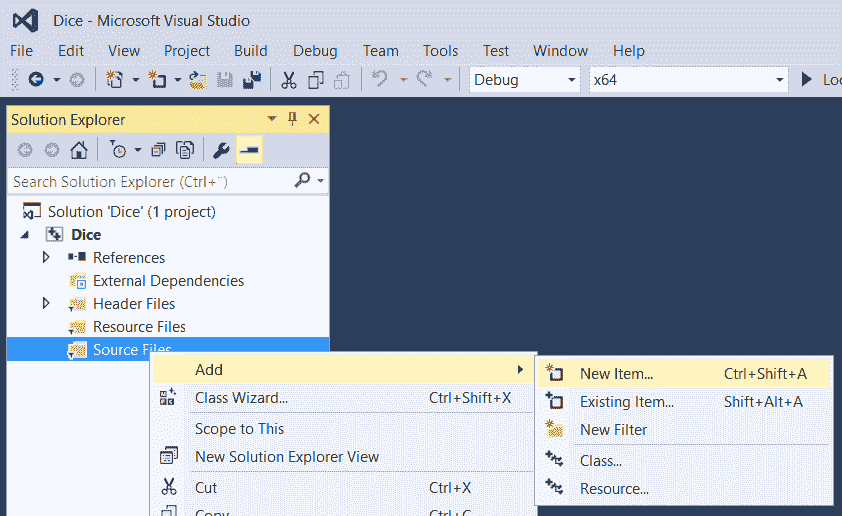 Dice - Microsoft Visual Studio
File Edit View Project Build Debug Team Tools Test Window Help
Debug x64
Solution Explorer
Search Solution Explorer (Ctrl+¨)
Solution 'Dice' (1 project)
Dice
References
External Dependencies
Header Files
Resource Files
Source Files
Add
Class Wizard... Ctrl+Shift+X
Scope to This
New Solution Explorer View
Cut Ctrl+X
Copy Ctrl+C
New Item... Ctrl+Shift+A
Existing Item... Shift+Alt+A
New Filter
Class...
Resource...